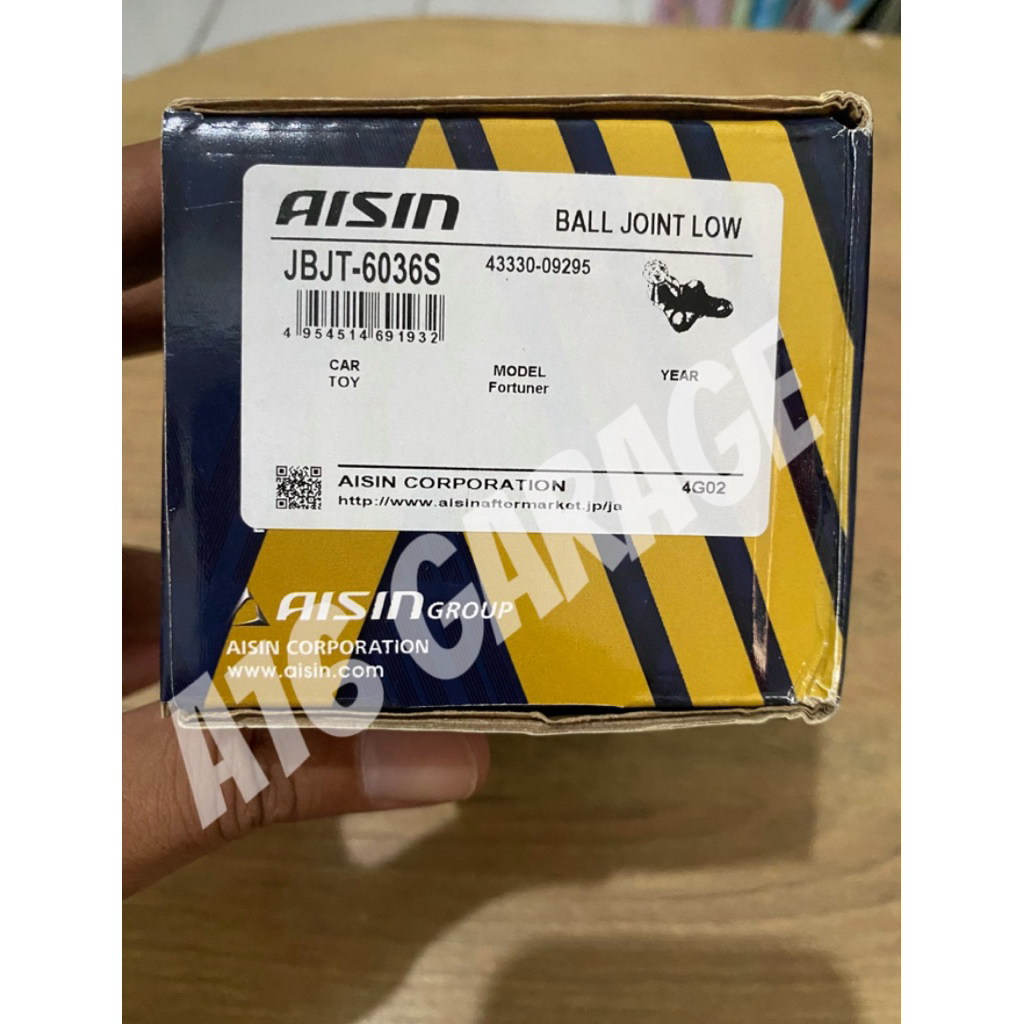 AISIN
BALL JOINT LOW
JBJT-6036S
43330-09295
4 954514 691932
CAR
TOY
MODEL
Fortuner
YEAR
AISIN CORPORATION
4G02
http://www.aisinaftermarket.jp/ja
AISIN GROUP
AISIN CORPORATION
www.aisin.com
A16 GARAGE